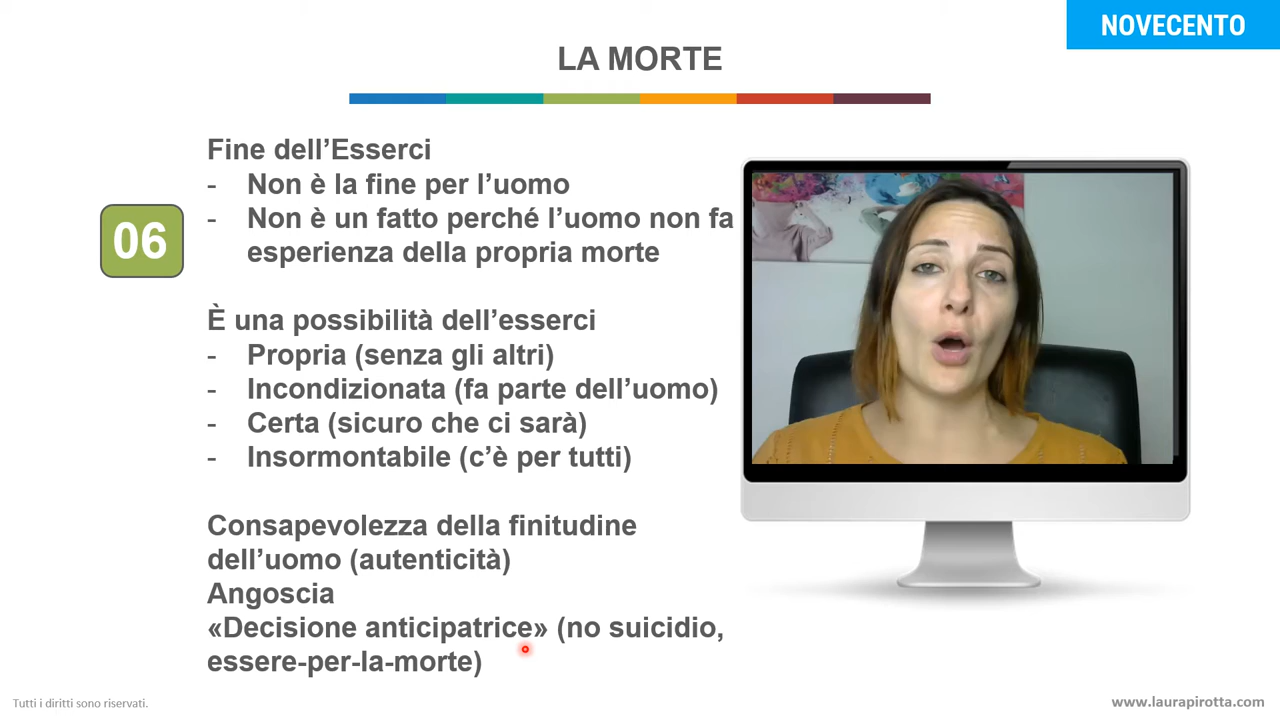 NOVECENTO
LA MORTE
Fine dell’Esserci
- Non è la fine per l’uomo
- Non è un fatto perché l’uomo non fa
esperienza della propria morte
06
È una possibilità dell’esserci
- Propria (senza gli altri)
- Incondizionata (fa parte dell’uomo)
- Certa (sicuro che ci sarà)
- Insormontabile (c’è per tutti)
Consapevolezza della finitudine
dell’uomo (autenticità)
Angoscia
«Decisione anticipatrice» (no suicidio,
essere-per-la-morte)
Tutti i diritti sono riservati.
www.laurapirotta.com